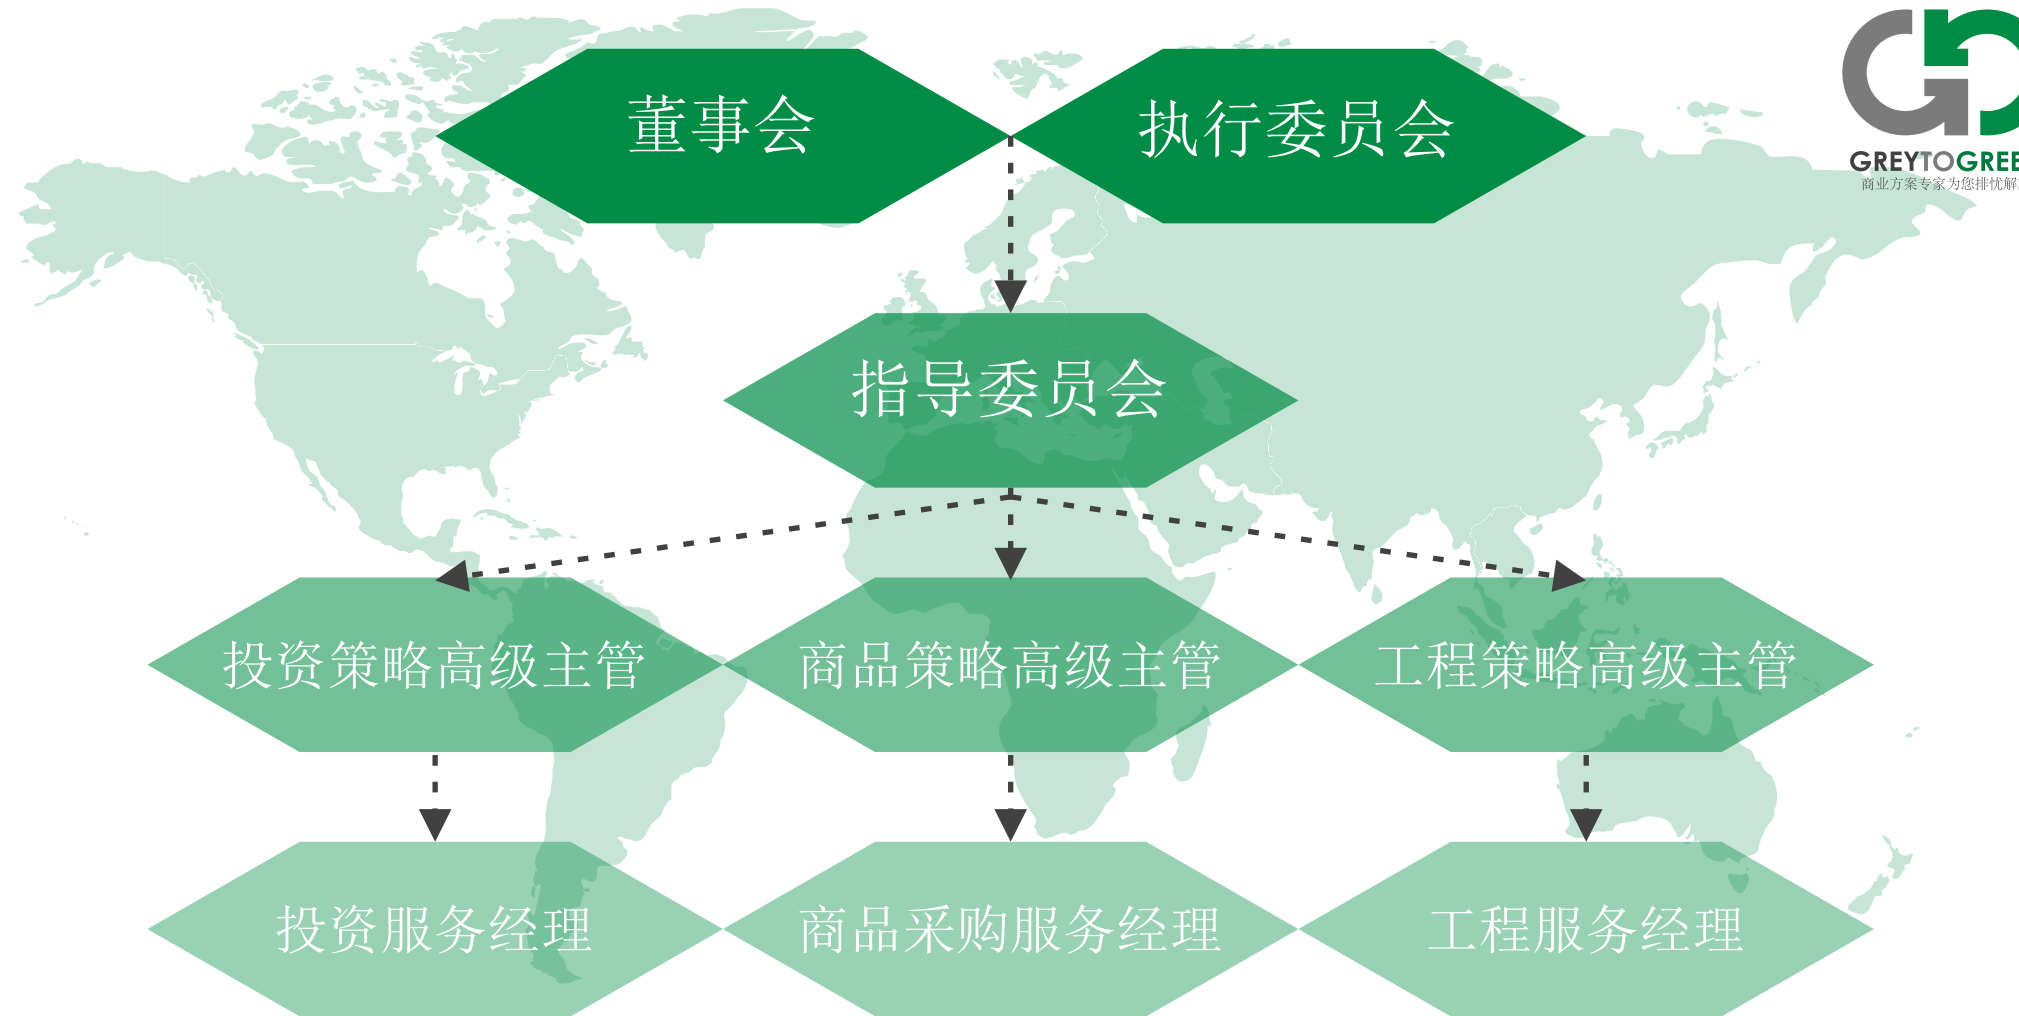 董事会
执行委员会
GREYTOGREE
商业方案专家为您排忧解
指导委员会
投资策略高级主管
商品策略高级主管
工程策略高级主管
投资服务经理
商品采购服务经理
工程服务经理